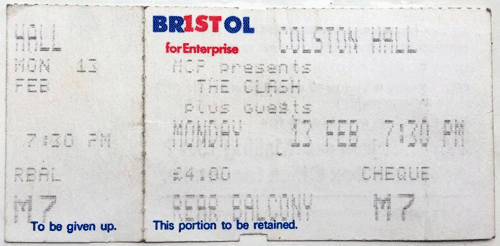 HALL
MON 13
FEB
7:30 PM
RBAL
M7
To be given up.
BR1STOL
for Enterprise
COLSTON HALL
MCP presents
THE CLASH
plus Guests
MONDAY 13 FEB 7:30 PM
£4:00 CHEQUE
REAR BALCONY M7
This portion to be retained.